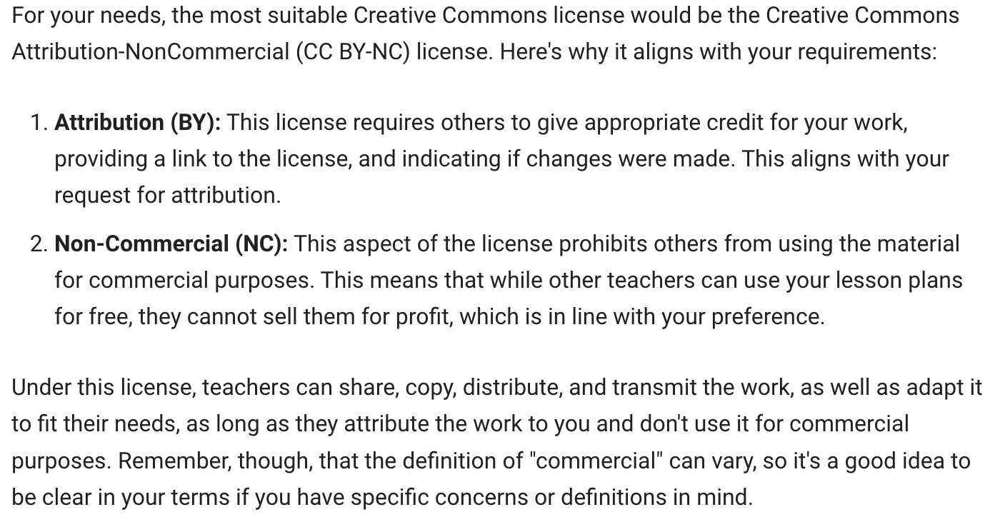 For your needs, the most suitable Creative Commons license would be the Creative Commons
Attribution-NonCommercial (CC BY-NC) license. Here's why it aligns with your requirements:
1. Attribution (BY): This license requires others to give appropriate credit for your work,
providing a link to the license, and indicating if changes were made. This aligns with your
request for attribution.
2. Non-Commercial (NC): This aspect of the license prohibits others from using the material
for commercial purposes. This means that while other teachers can use your lesson plans
for free, they cannot sell them for profit, which is in line with your preference.
Under this license, teachers can share, copy, distribute, and transmit the work, as well as adapt it
to fit their needs, as long as they attribute the work to you and don't use it for commercial
purposes. Remember, though, that the definition of "commercial" can vary, so it's a good idea to
be clear in your terms if you have specific concerns or definitions in mind.